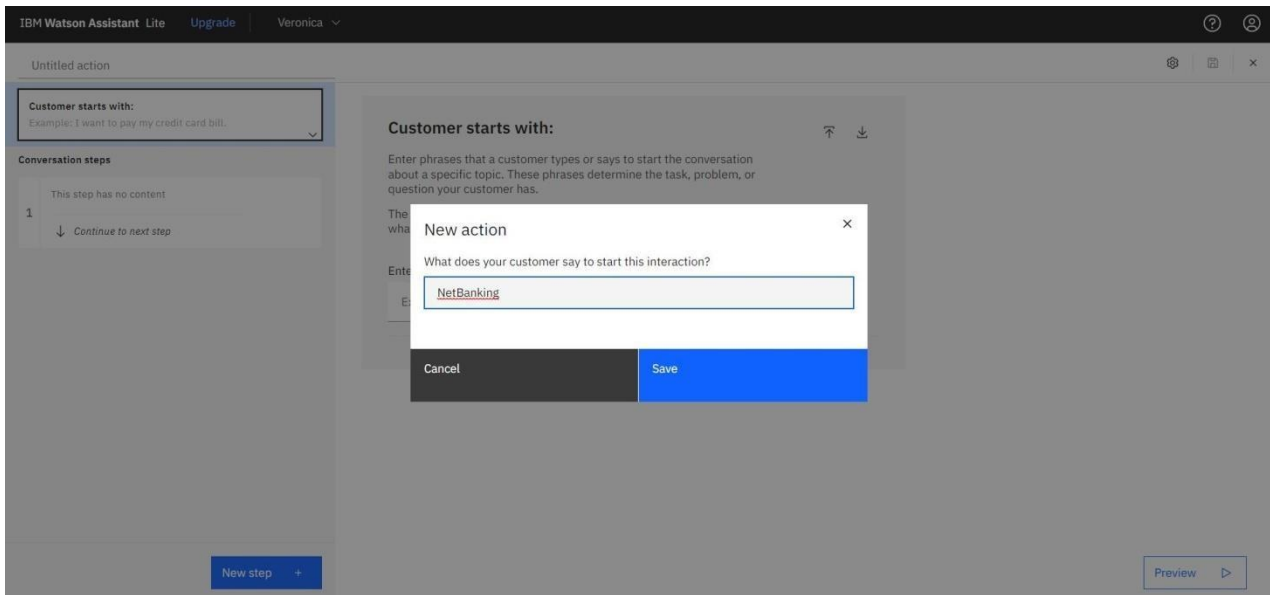 IBM Watson Assistant Lite Upgrade Veronica
Untitled action
Customer starts with:
Example: I want to pay my credit card bill.
Conversation steps
This step has no content
1
Continue to next step
New step +
Customer starts with:
Enter phrases that a customer types or says to start the conversation
about a specific topic. These phrases determine the task, problem, or
question your customer has.
The
Ente
New action
What does your customer say to start this interaction?
NetBanking
Cancel Save
Preview